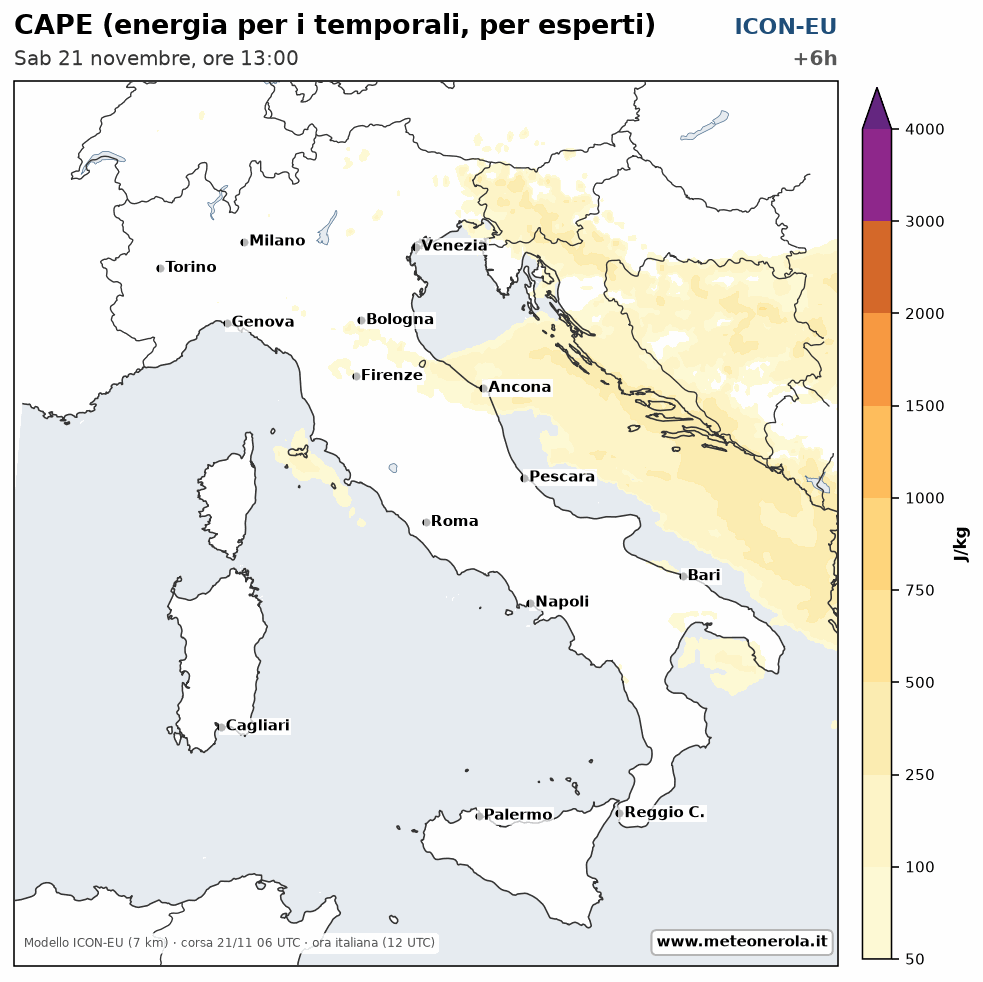 CAPE (energia per i temporali, per esperti)
ICON-EU
Sab 21 novembre, ore 13:00
+6h
4000
3000
2000
1500
1000
750
500
250
100
50
J/kg
Milano
Venezia
Torino
Genova
Bologna
Firenze
Ancona
Pescara
Roma
Bari
Napoli
Cagliari
Palermo
Reggio C.
Modello ICON-EU (7 km) · corsa 21/11 06 UTC · ora italiana (12 UTC)
www.meteonerola.it